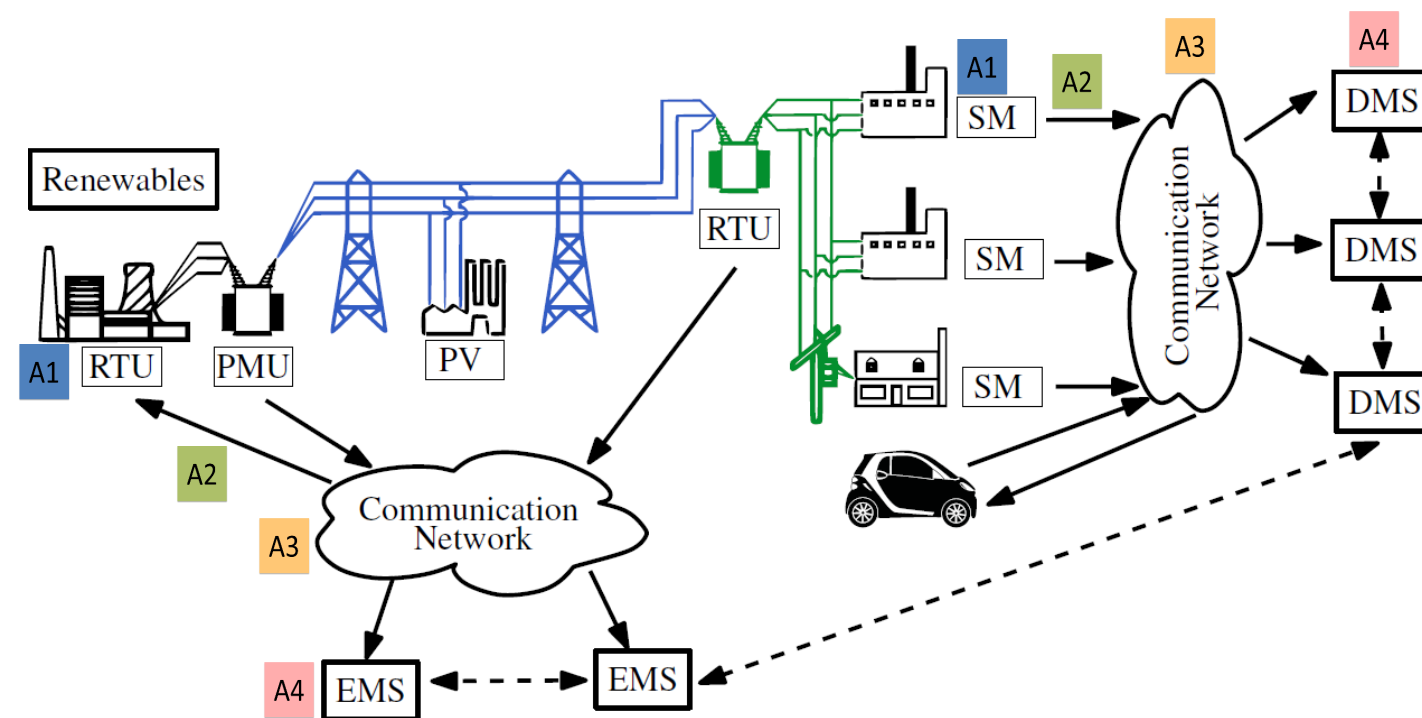 A3
A4
A1
A2
DMS
SM
Renewables
RTU
SM
Communication
Network
DMS
A1
RTU
PMU
PV
SM
DMS
A2
Communication
Network
A3
A4
EMS
EMS